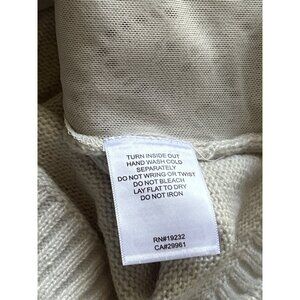 TURN INSIDE OUT
HAND WASH COLD
SEPARATELY
DO NOT WRING OR TWIST
DO NOT BLEACH
LAY FLAT TO DRY
DO NOT IRON
RN#19232
CA#29961